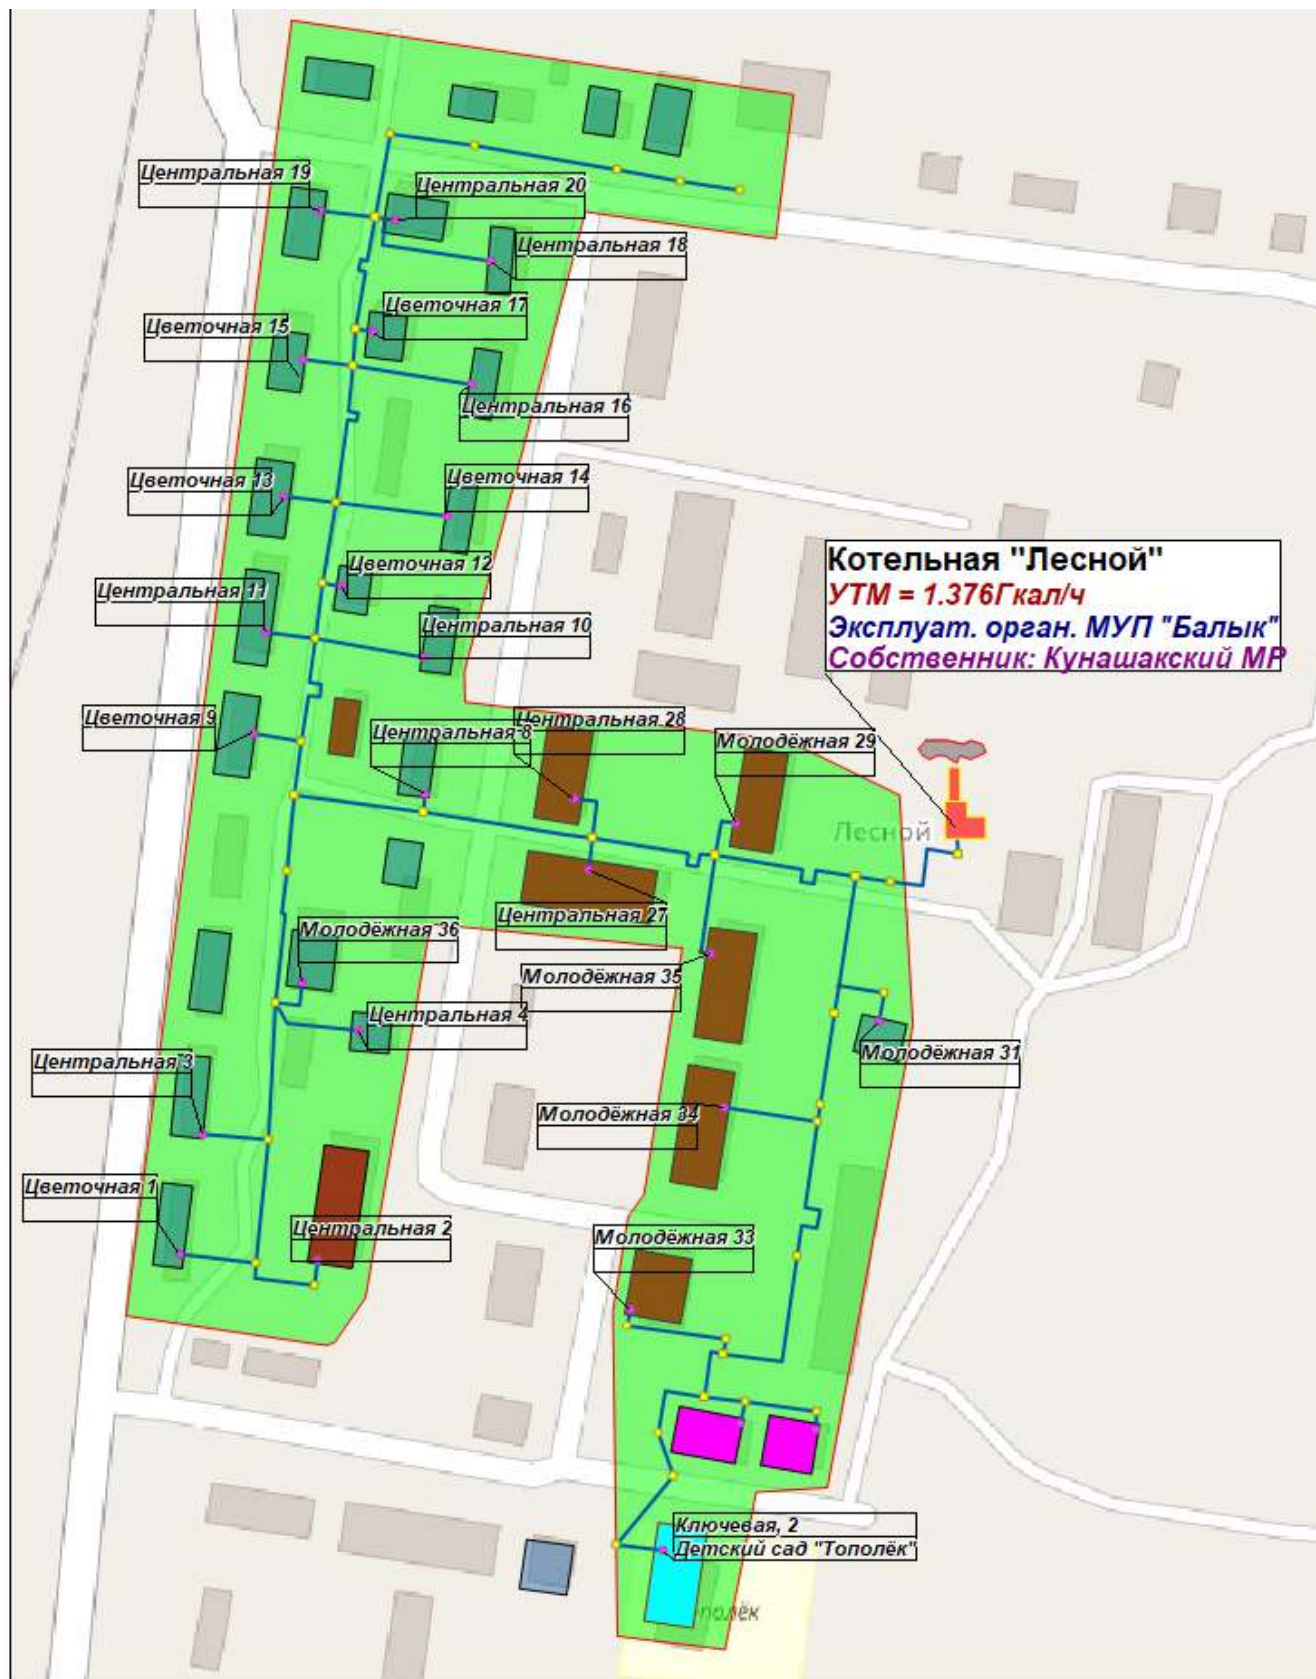 Центральная 19
Центральная 20
Центральная 18
Цветочная 17
Цветочная 15
Центральная 16
Цветочная 13
Цветочная 14
Котельная "Лесной"
Цветочная 12
Центральная 11
УТМ = 1.376Гкал/ч
Центральная 10
Эксплуат. орган. МУП "Балык"
Собственник: Кунашакский МР
Цветочная 9
Центральная 8
Центральная 28
Молодёжная 29
Лесной
Центральная 27
Молодёжная 36
Молодёжная 35
Центральная 4
Центральная 3
Молодёжная 31
Молодёжная 34
Цветочная 1
Центральная 2
Молодёжная 33
Ключевая, 2
Детский сад "Тополёк"
полёк